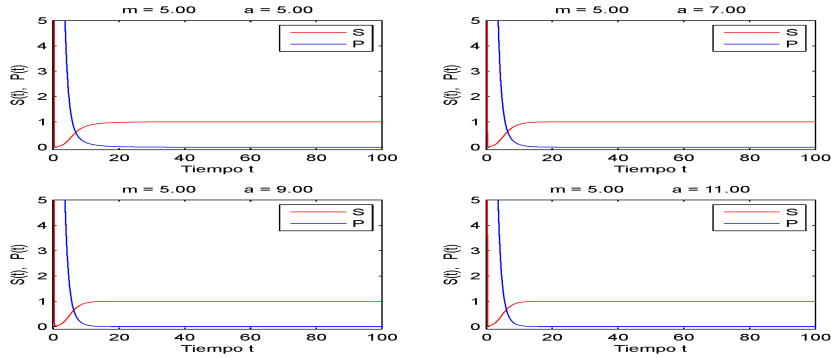 m = 5.00 a = 5.00
S(t), P(t)
5
4
3
2
1
0
S
P
0 20 40 60 80 100
Tiempo t
m = 5.00 a = 7.00
S(t), P(t)
5
4
3
2
1
0
S
P
0 20 40 60 80 100
Tiempo t
m = 5.00 a = 9.00
S(t), P(t)
5
4
3
2
1
0
S
P
0 20 40 60 80 100
Tiempo t
m = 5.00 a = 11.00
S(t), P(t)
5
4
3
2
1
0
S
P
0 20 40 60 80 100
Tiempo t